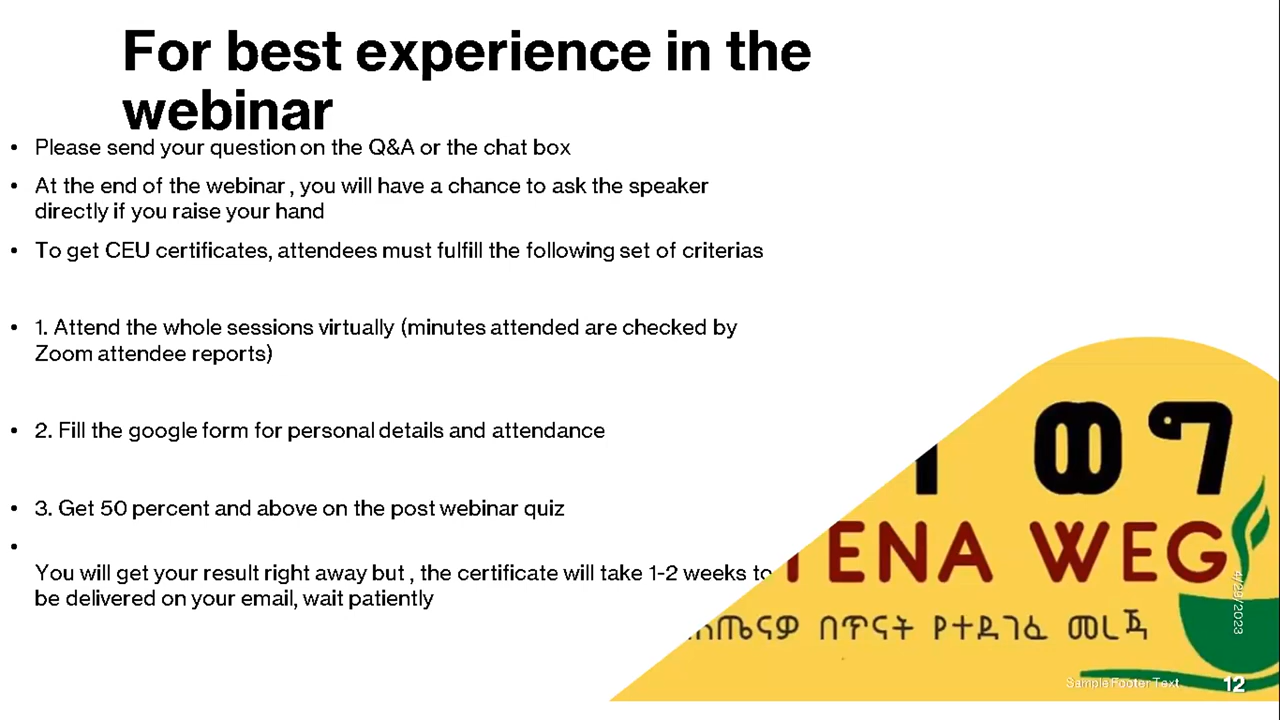 For best experience in the
webinar
• Please send your question on the Q&A or the chat box
• At the end of the webinar , you will have a chance to ask the speaker
directly if you raise your hand
• To get CEU certificates, attendees must fulfill the following set of criterias
• 1. Attend the whole sessions virtually (minutes attended are checked by
Zoom attendee reports)
• 2. Fill the google form for personal details and attendance
• 3. Get 50 percent and above on the post webinar quiz
•
You will get your result right away but , the certificate will take 1-2 weeks to
be delivered on your email, wait patiently
ወግ
TENA WEG
በጥናት የተደገፈ መረጃ
4/29/2023
Sample Footer Text
12